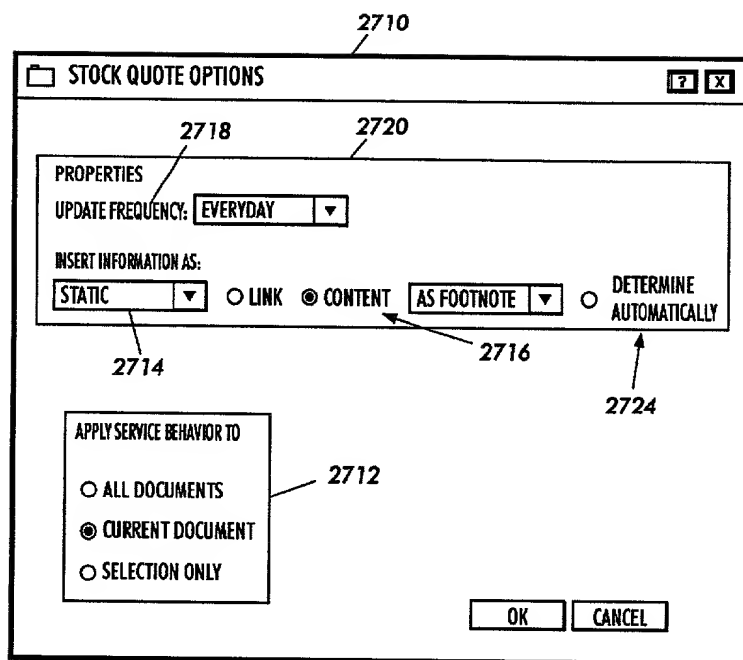 2710
STOCK QUOTE OPTIONS ? X
2718 2720
PROPERTIES
UPDATE FREQUENCY: EVERYDAY
INSERT INFORMATION AS:
STATIC LINK CONTENT AS FOOTNOTE DETERMINE AUTOMATICALLY
2714 2716 2724
APPLY SERVICE BEHAVIOR TO
2712
ALL DOCUMENTS
CURRENT DOCUMENT
SELECTION ONLY
OK CANCEL